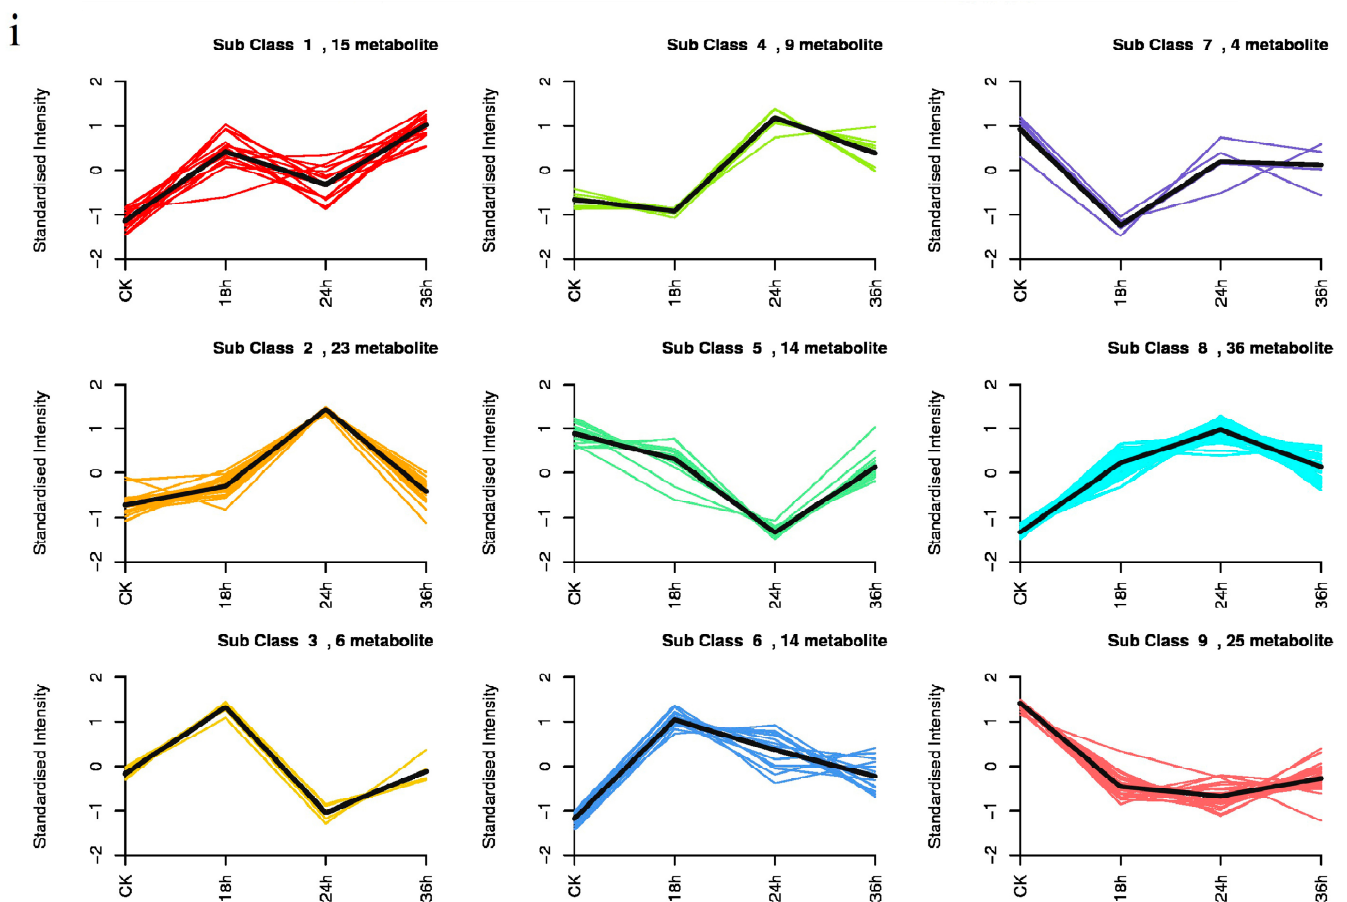 i
Sub Class 1 , 15 metabolite
Sub Class 4 , 9 metabolite
Sub Class 7 , 4 metabolite
Standardised Intensity
2
1
0
−1
−2
CK
18h
24h
36h
Standardised Intensity
2
1
0
−1
−2
CK
18h
24h
36h
Standardised Intensity
2
1
0
−1
−2
CK
18h
24h
36h
Sub Class 2 , 23 metabolite
Sub Class 5 , 14 metabolite
Sub Class 8 , 36 metabolite
Standardised Intensity
2
1
0
−1
−2
CK
18h
24h
36h
Standardised Intensity
2
1
0
−1
−2
CK
18h
24h
36h
Standardised Intensity
2
1
0
−1
−2
CK
18h
24h
36h
Sub Class 3 , 6 metabolite
Sub Class 6 , 14 metabolite
Sub Class 9 , 25 metabolite
Standardised Intensity
2
1
0
−1
−2
CK
18h
24h
36h
Standardised Intensity
2
1
0
−1
−2
CK
18h
24h
36h
Standardised Intensity
2
1
0
−1
−2
CK
18h
24h
36h